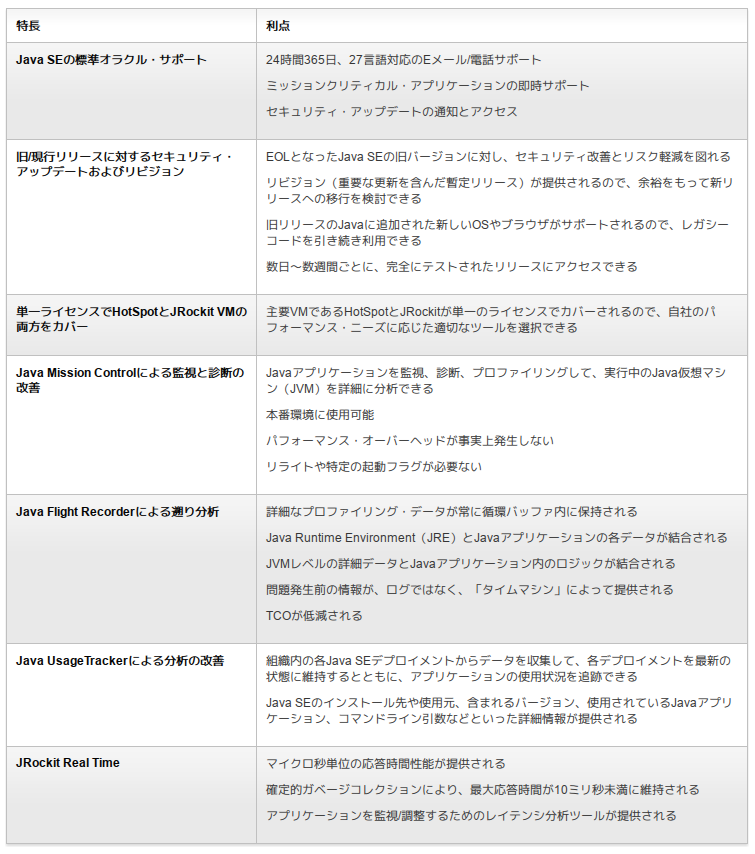 特長
利点
Java SEの標準オラクル・サポート
24時間365日、27言語対応のEメール/電話サポート
ミッションクリティカル・アプリケーションの即時サポート
セキュリティ・アップデートの通知とアクセス
旧/現行リリースに対するセキュリティ・
アップデートおよびリビジョン
EOLとなったJava SEの旧バージョンに対し、セキュリティ改善とリスク軽減を図れる
リビジョン（重要な更新を含んだ暫定リリース）が提供されるので、余裕をもって新リ
リースへの移行を検討できる
旧リリースのJavaに追加された新しいOSやブラウザがサポートされるので、レガシー
コードを引き続き利用できる
数日～数週間ごとに、完全にテストされたリリースにアクセスできる
単一ライセンスでHotSpotとJRockit VMの
両方をカバー
主要VMであるHotSpotとJRockitが単一のライセンスでカバーされるので、自社のパ
フォーマンス・ニーズに応じた適切なツールを選択できる
Java Mission Controlによる監視と診断の
改善
Javaアプリケーションを監視、診断、プロファイリングして、実行中のJava仮想マシ
ン（JVM）を詳細に分析できる
本番環境に使用可能
パフォーマンス・オーバーヘッドが事実上発生しない
リライトや特定の起動フラグが必要ない
Java Flight Recorderによる遡り分析
詳細なプロファイリング・データが常に循環バッファ内に保持される
Java Runtime Environment（JRE）とJavaアプリケーションの各データが結合される
JVMレベルの詳細データとJavaアプリケーション内のロジックが結合される
問題発生前の情報が、ログではなく、「タイムマシン」によって提供される
TCOが低減される
Java UsageTrackerによる分析の改善
組織内の各Java SEデプロイメントからデータを収集して、各デプロイメントを最新の
状態に維持するとともに、アプリケーションの使用状況を追跡できる
Java SEのインストール先や使用元、含まれるバージョン、使用されているJavaアプリ
ケーション、コマンドライン引数などといった詳細情報が提供される
JRockit Real Time
マイクロ秒単位の応答時間性能が提供される
確定的ガベージコレクションにより、最大応答時間が10ミリ秒未満に維持される
アプリケーションを監視/調整するためのレイテンシ分析ツールが提供される